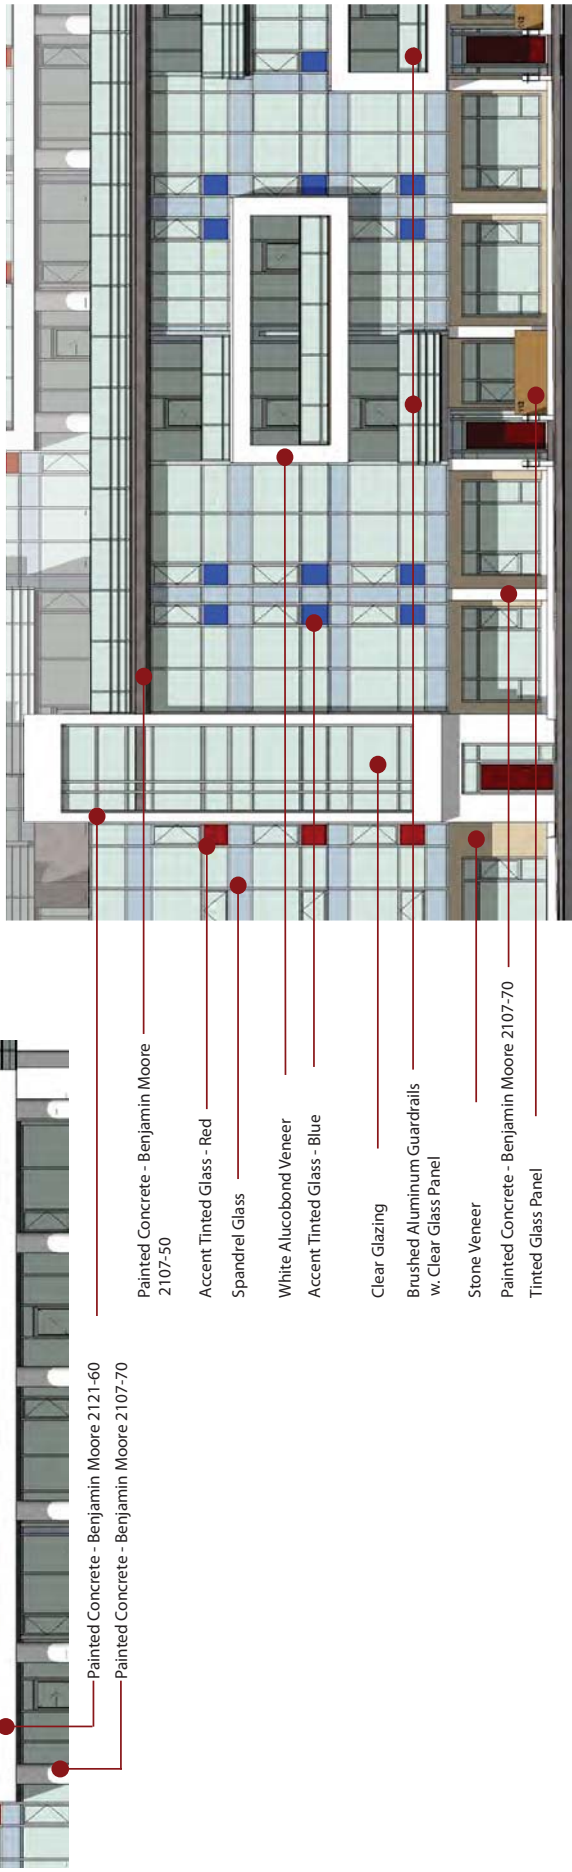 Painted Concrete - Benjamin Moore 2121-60
Painted Concrete - Benjamin Moore 2107-70
Painted Concrete - Benjamin Moore
2107-50
Accent Tinted Glass - Red
Spandrel Glass
White Alucobond Veneer
Accent Tinted Glass - Blue
Clear Glazing
Brushed Aluminum Guardrails
w. Clear Glass Panel
Stone Veneer
Painted Concrete - Benjamin Moore 2107-70
Tinted Glass Panel